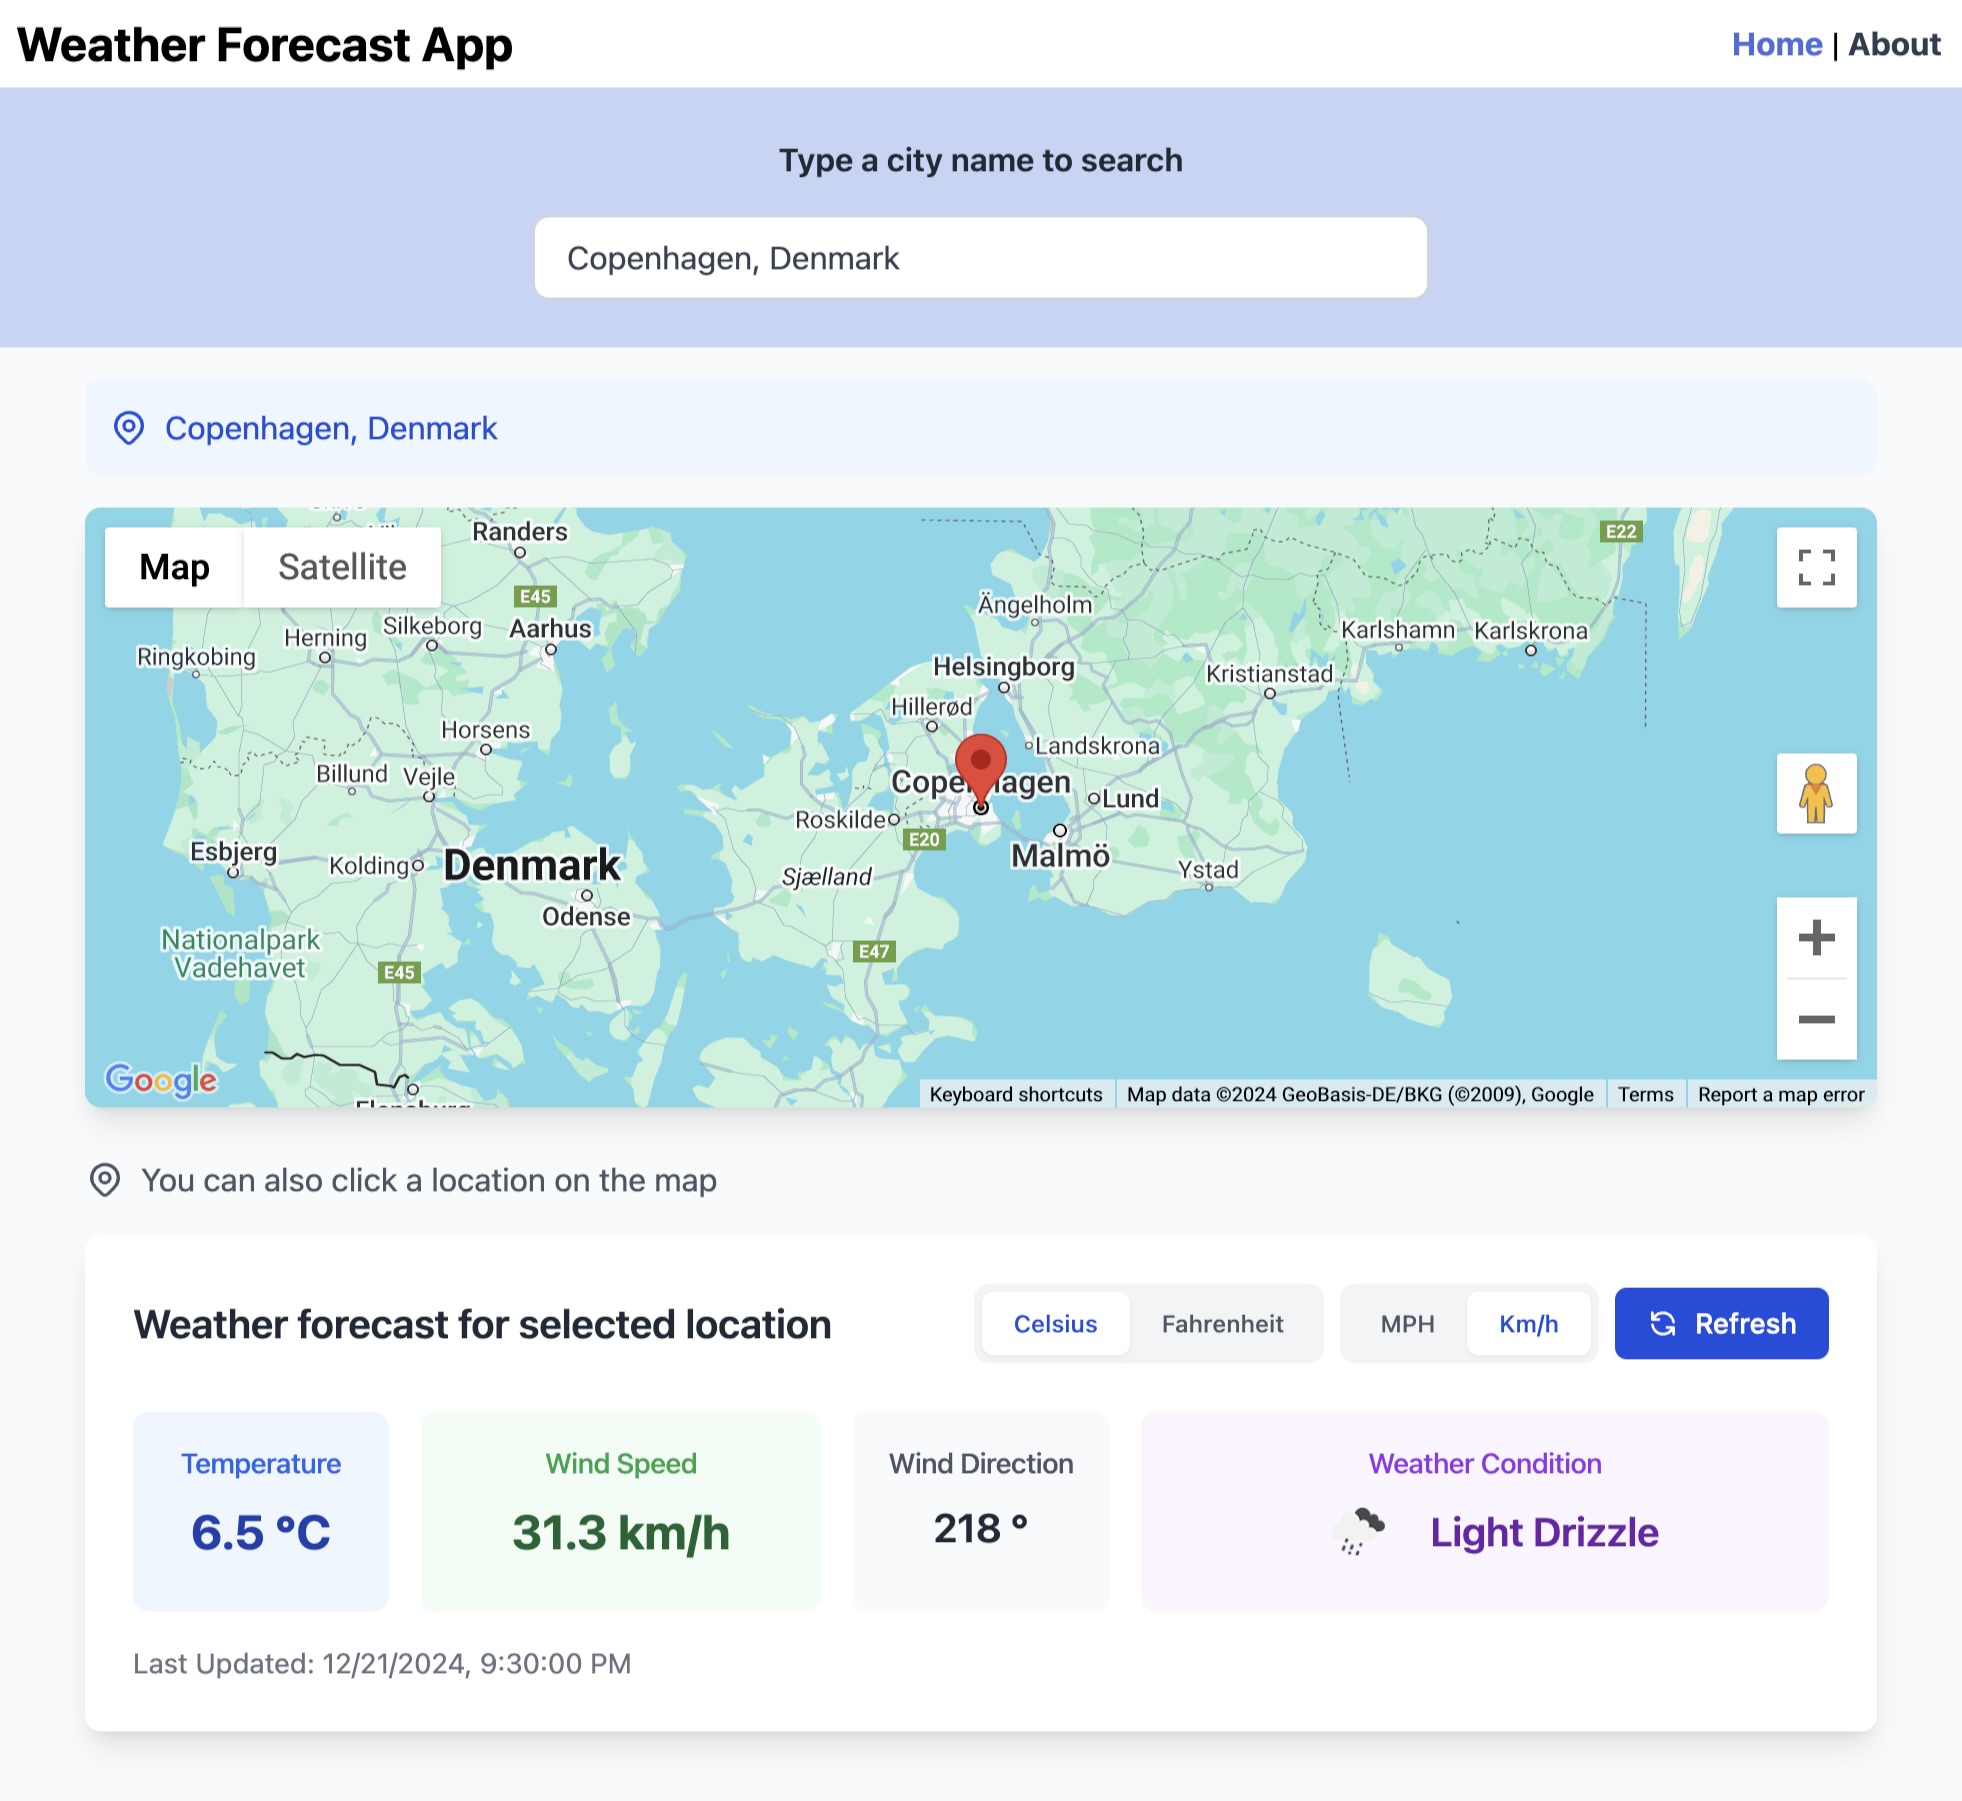 Weather Forecast App
Home | About
Type a city name to search
Copenhagen, Denmark
Copenhagen, Denmark
Map
Satellite
Randers
E22
E45
Ängelholm
Herning
Silkeborg
Aarhus
Karlshamn
Karlskrona
Ringkobing
Helsingborg
Kristianstad
Hillerød
Horsens
Landskrona
Billund
Vejle
Copenhagen
Lund
Roskilde
E20
Esbjerg
Kolding
Denmark
Malmö
Ystad
Sjælland
Odense
Nationalpark
Vadehavet
E47
E45
Google
Keyboard shortcuts
Map data ©2024 GeoBasis-DE/BKG (©2009), Google
Terms
Report a map error
You can also click a location on the map
Weather forecast for selected location
Celsius
Fahrenheit
MPH
Km/h
Refresh
Temperature
Wind Speed
Wind Direction
Weather Condition
6.5 °C
31.3 km/h
218 °
Light Drizzle
Last Updated: 12/21/2024, 9:30:00 PM